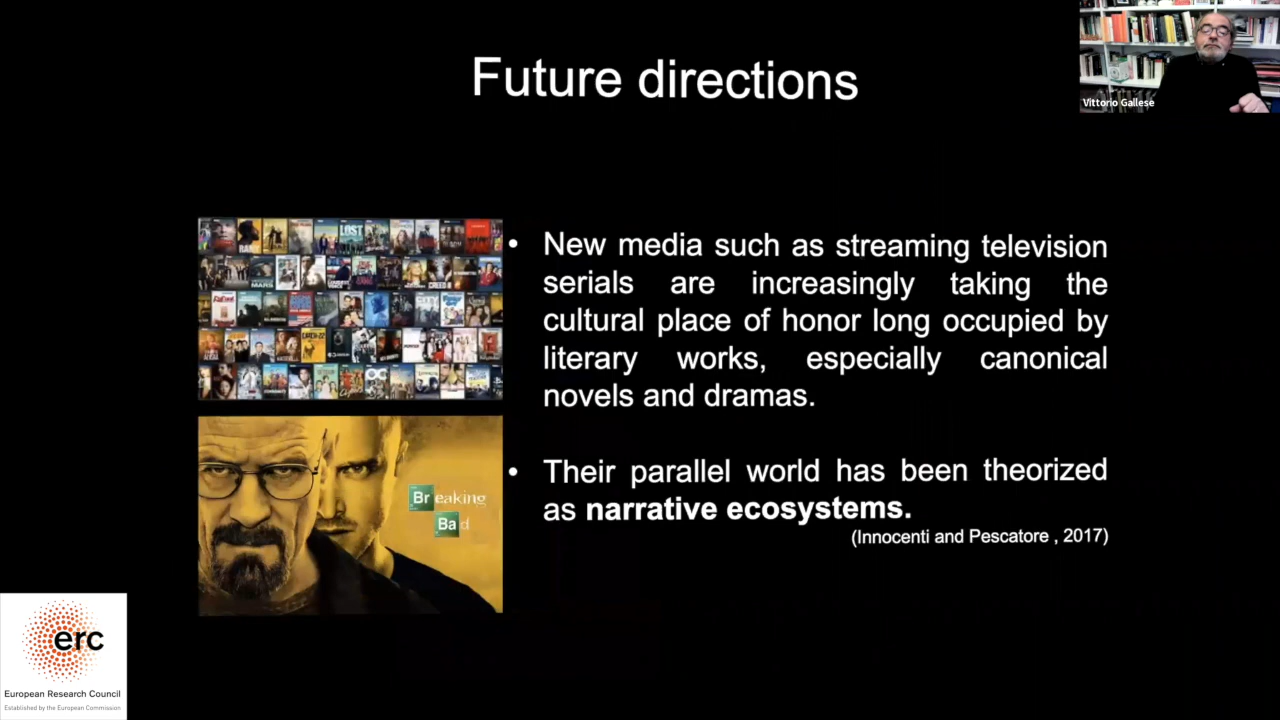 Future directions
Vittorio Gallese
LOST
• New media such as streaming television
serials are increasingly taking the
cultural place of honor long occupied by
literary works, especially canonical
novels and dramas.
Breaking
Bad
• Their parallel world has been theorized
as narrative ecosystems.
(Innocenti and Pescatore , 2017)
erc
European Research Council
Established by the European Commission